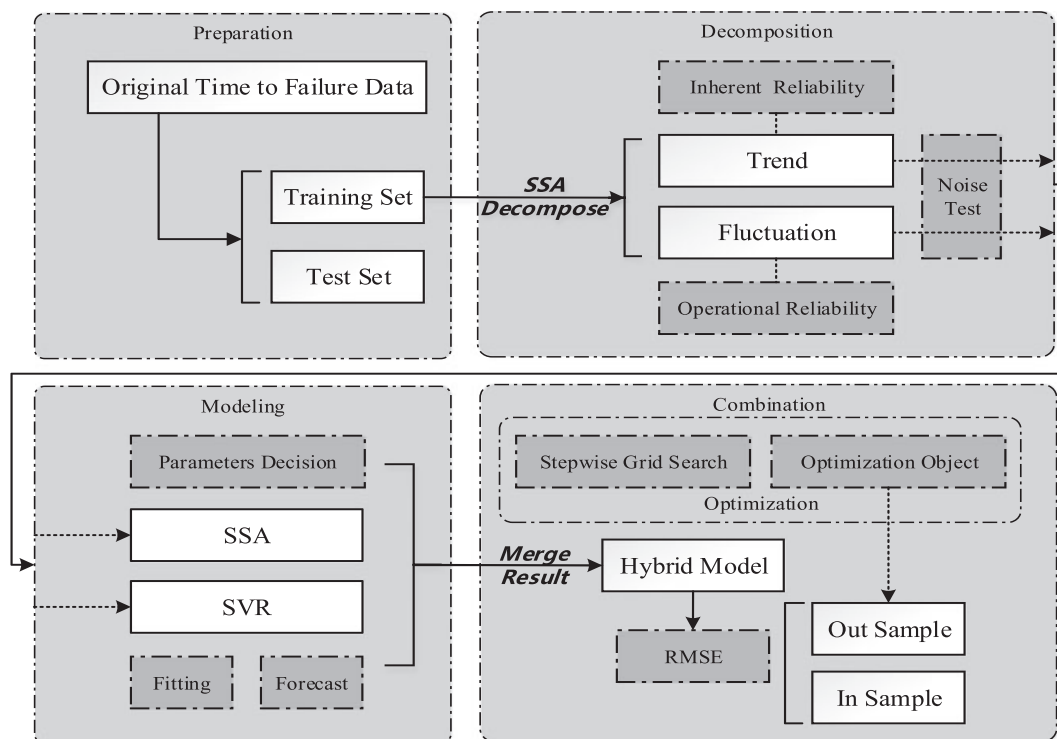 Preparation
Original Time to Failure Data
Training Set
Test Set
SSA
Decompose
Decomposition
Inherent Reliability
Trend
Fluctuation
Noise
Test
Operational Reliability
Modeling
Parameters Decision
SSA
SVR
Fitting
Forecast
Merge
Result
Combination
Stepwise Grid Search
Optimization Object
Optimization
Hybrid Model
RMSE
Out Sample
In Sample